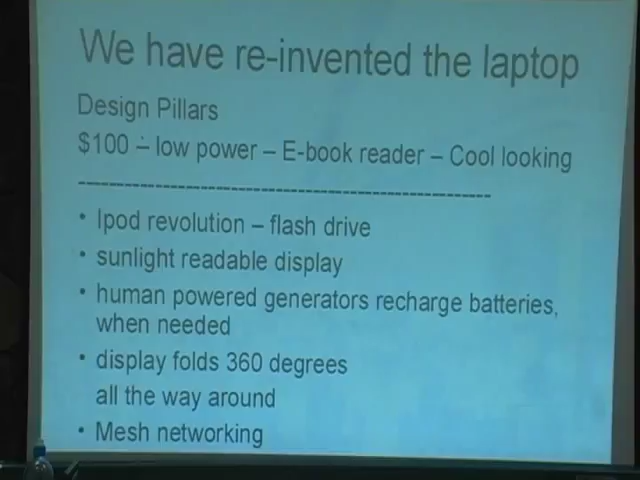 We have re-invented the laptop
Design Pillars
$100 – low power – E-book reader – Cool looking
------------------------------------------------------------
• Ipod revolution – flash drive
• sunlight readable display
• human powered generators recharge batteries,
when needed
• display folds 360 degrees
all the way around
• Mesh networking